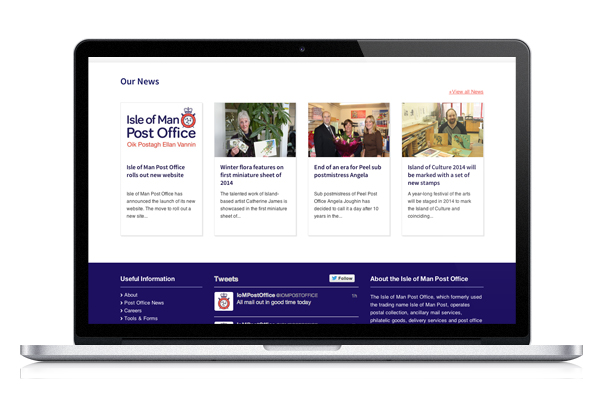 Our News
»View all News
Isle of Man
Post Office
Oik Postagh Ellan Vannin
Isle of Man Post Office
rolls out new website
Isle of Man Post Office has
announced the launch of its new
website. The move to roll out a
new site...
Winter flora features on
first miniature sheet of
2014
The talented work of Island-
based artist Catherine James is
showcased in the first miniature
sheet of...
End of an era for Peel sub
postmistress Angela
Sub postmistress of Peel Post
Office Angela Joughin has
decided to call it a day after 10
years in the...
Island of Culture 2014 will
be marked with a set of
new stamps
A year-long festival of the arts
will be staged in 2014 to mark
the Island of Culture and
coinciding...
Useful Information
> About
> Post Office News
> Careers
> Tools & Forms
Tweets
Follow
IoMPostOffice @IOMPOSTOFFICE
1h
All mail out in good time today
About the Isle of Man Post Office
The Isle of Man Post Office, which formerly used
the trading name Isle of Man Post, operates
postal collection, ancillary mail services,
philatelic goods, delivery services and post office